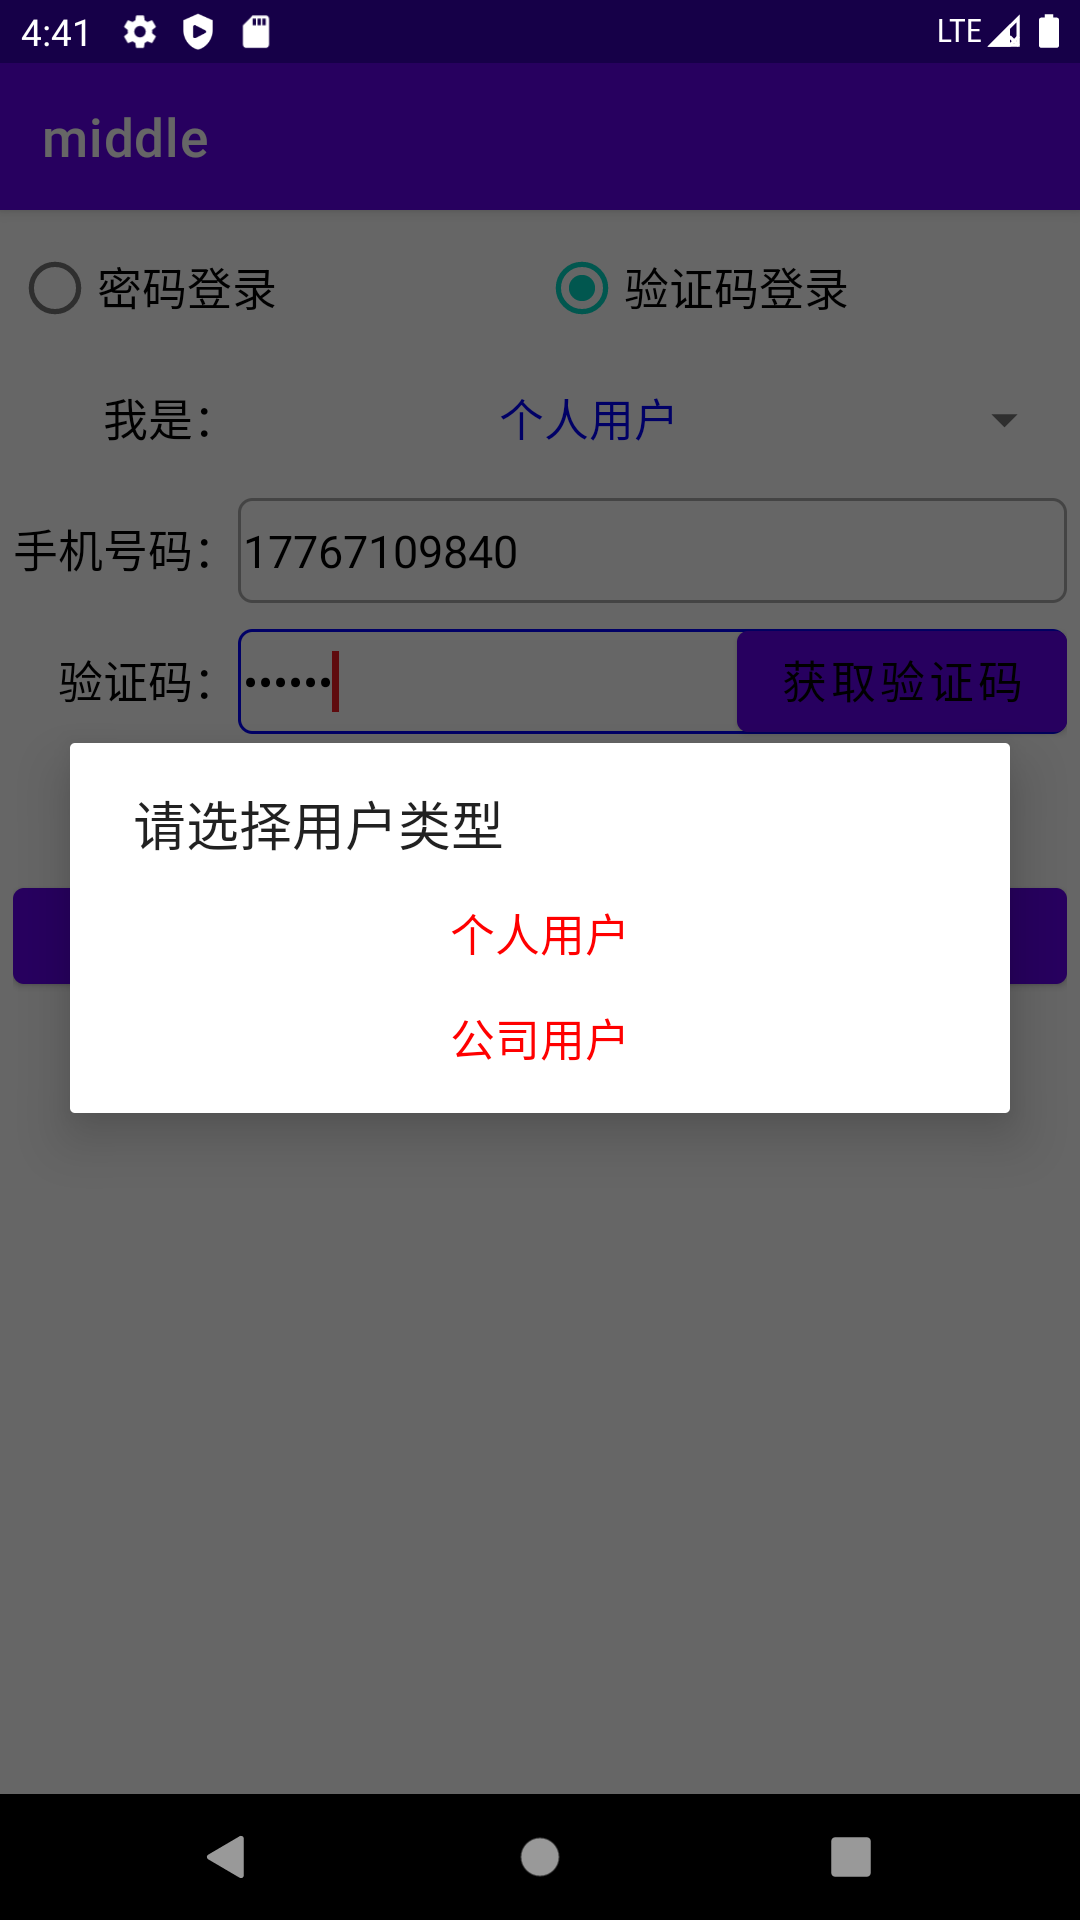 4:41 LTE
middle
密码登录 验证码登录
我是： 个人用户
手机号码： 17767109840
验证码： •••••• 获取验证码
请选择用户类型
个人用户
公司用户